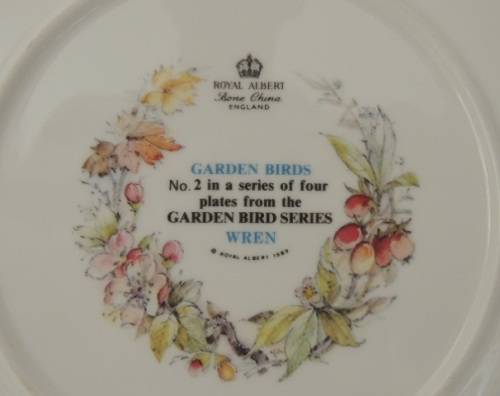 ROYAL ALBERT
Bone China
ENGLAND
GARDEN BIRDS
No. 2 in a series of four
plates from the
GARDEN BIRD SERIES
WREN
© ROYAL ALBERT